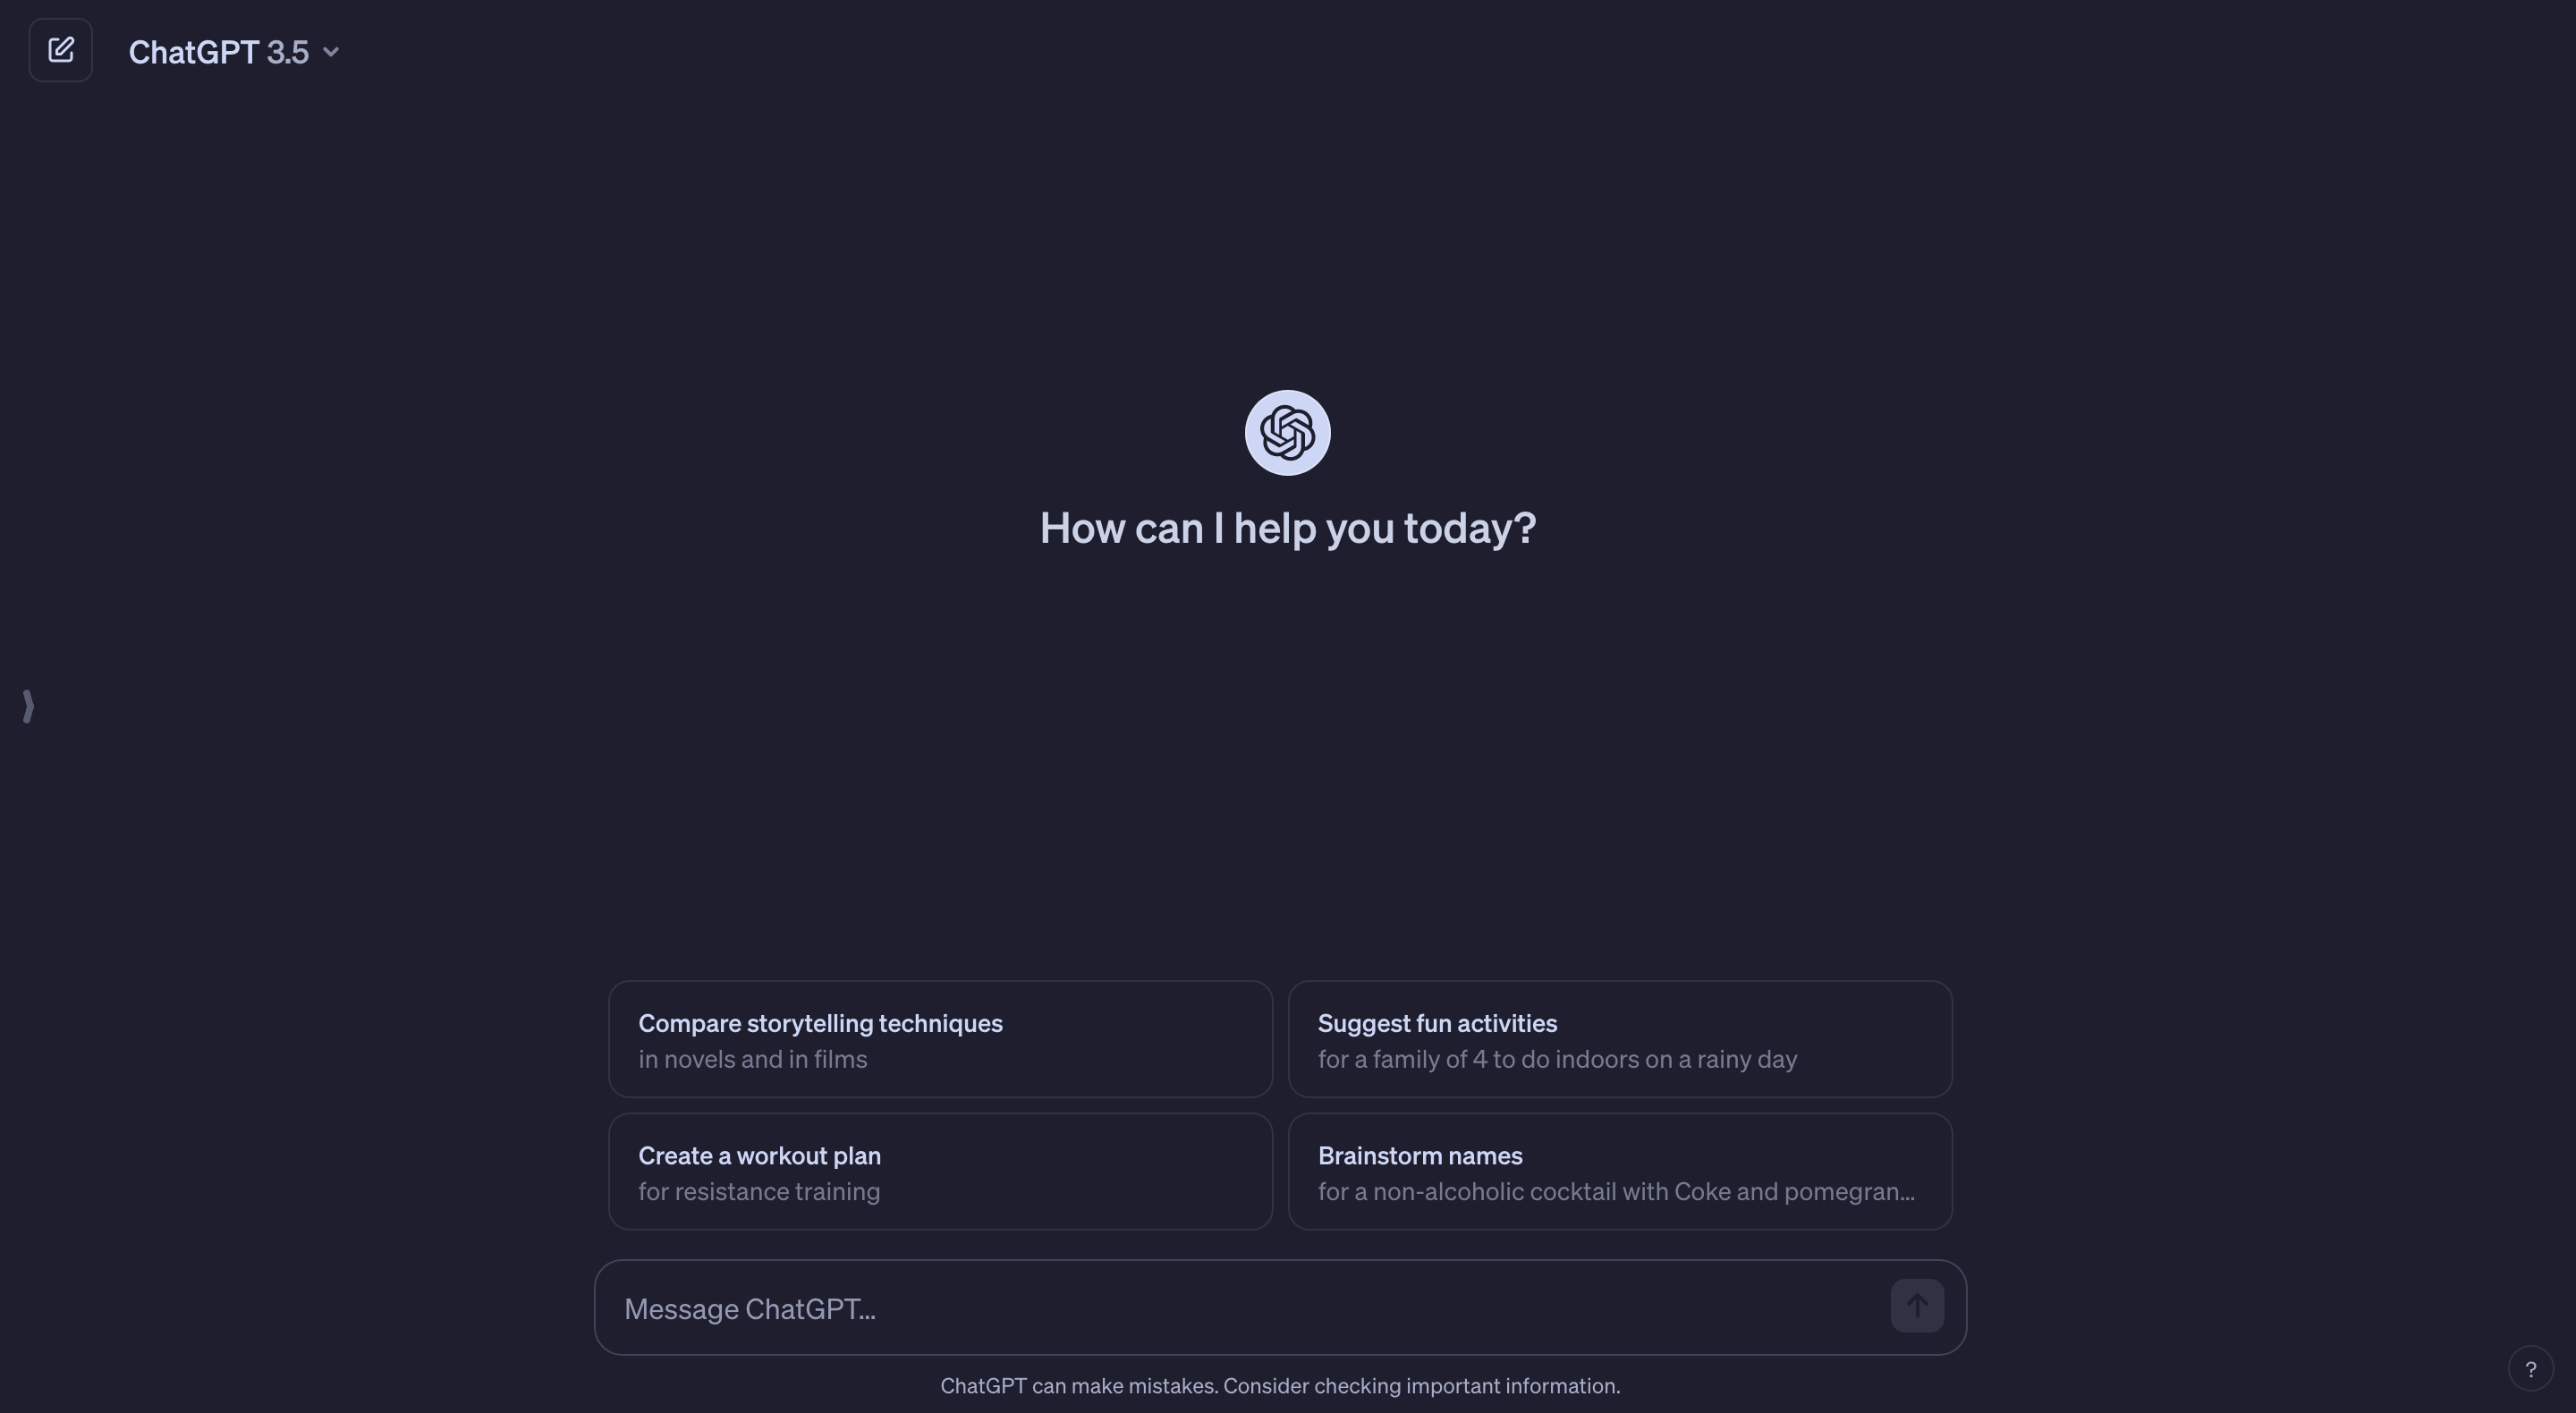 ChatGPT 3.5
How can I help you today?
Compare storytelling techniques
in novels and in films
Suggest fun activities
for a family of 4 to do indoors on a rainy day
Create a workout plan
for resistance training
Brainstorm names
for a non-alcoholic cocktail with Coke and pomegran...
Message ChatGPT...
ChatGPT can make mistakes. Consider checking important information.
?